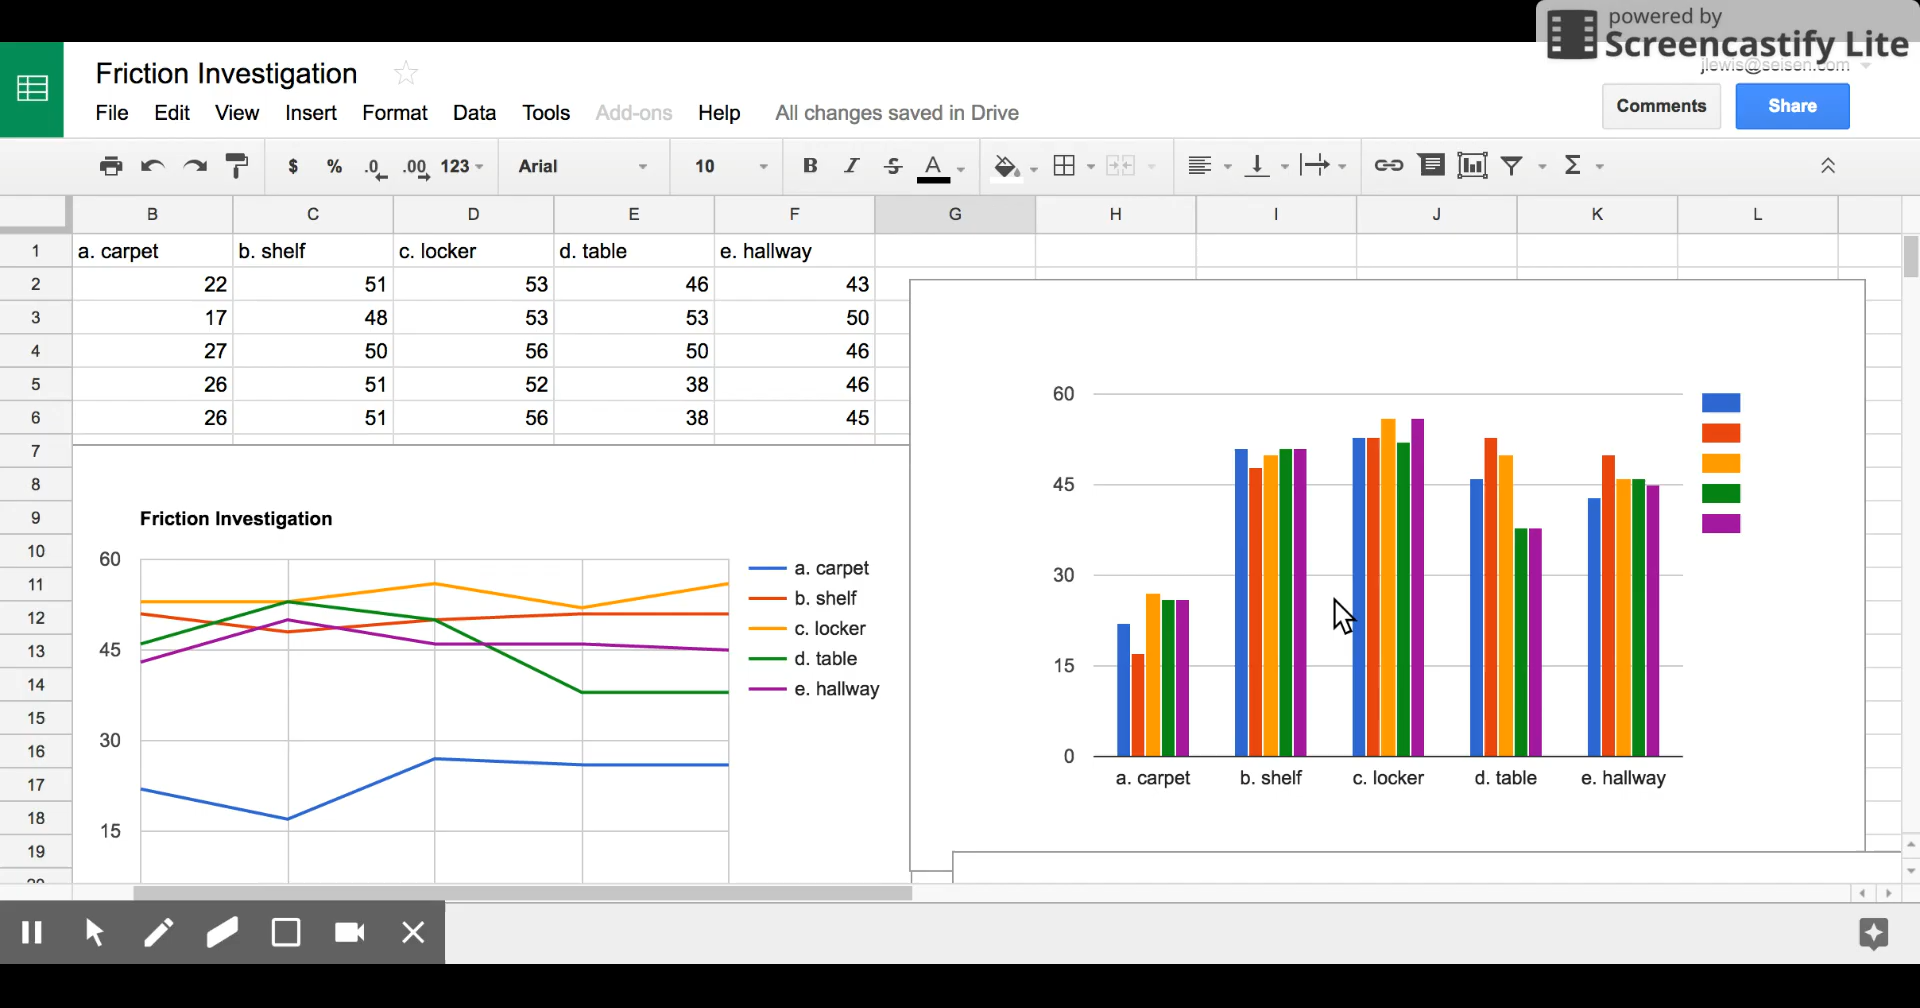 powered by
Screencastify Lite
Friction Investigation
jlewis@seisen.com
File Edit View Insert Format Data Tools Add-ons Help All changes saved in Drive
Comments Share
$ % .0 .00 123 Arial 10 B I S A Σ
B C D E F G H I J K L
1 a. carpet b. shelf c. locker d. table e. hallway
2 22 51 53 46 43
3 17 48 53 53 50
4 27 50 56 50 46
5 26 51 52 38 46
6 26 51 56 38 45
7
8
9
10
11
12
13
14
15
16
17
18
19
20
Friction Investigation
60
45
30
15
a. carpet
b. shelf
c. locker
d. table
e. hallway
60
45
30
15
0
a. carpet b. shelf c. locker d. table e. hallway